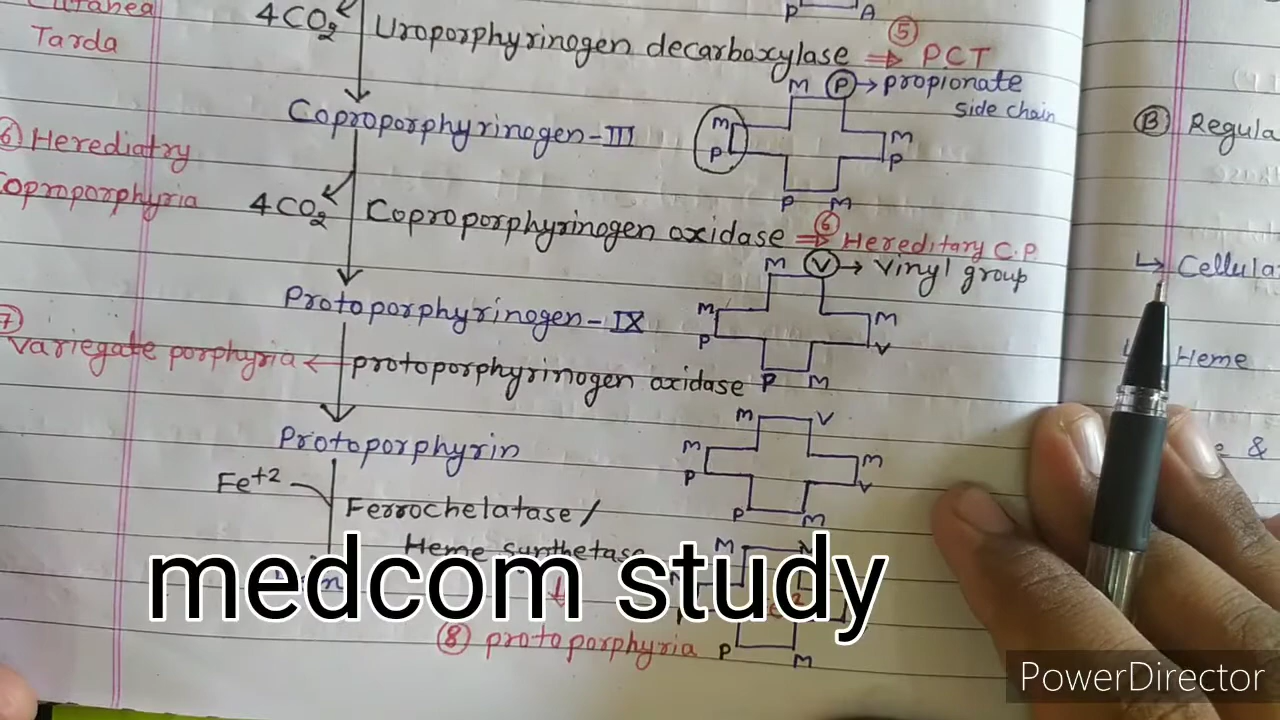 Tarda
4CO2
Uroporphyrinogen decarboxylase ⇒ PCT
5
P A
M P → propionate
side chain
Coproporphyrinogen-III
M M
P P
P M
6 Herediatry
Coproporphyria
4CO2
Coproporphyrinogen oxidase ⇒ Hereditary C.P
6
M V → Vinyl group
Protoporphyrinogen-IX
M M
P V
P M
7
Variegate porphyria ← protoporphyrinogen oxidase
M V
Protoporphyrin
M M
P V
P M
Fe+2
Ferrochelatase /
Heme synthetase
M
medcom study
8 protoporphyria
P M
B Regula
↳ Cellula
Heme
&
PowerDirector